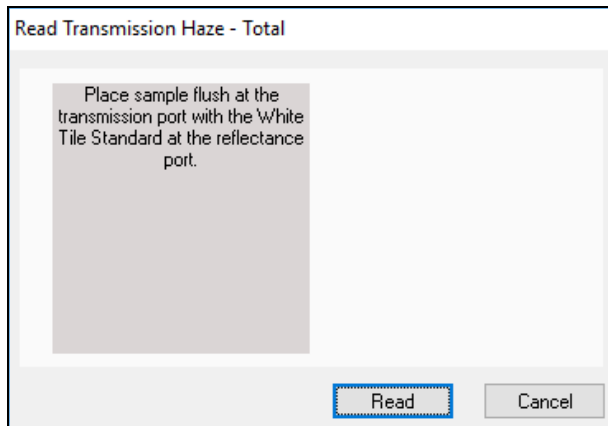 Read Transmission Haze - Total
Place sample flush at the
transmission port with the White
Tile Standard at the reflectance
port.
Read
Cancel